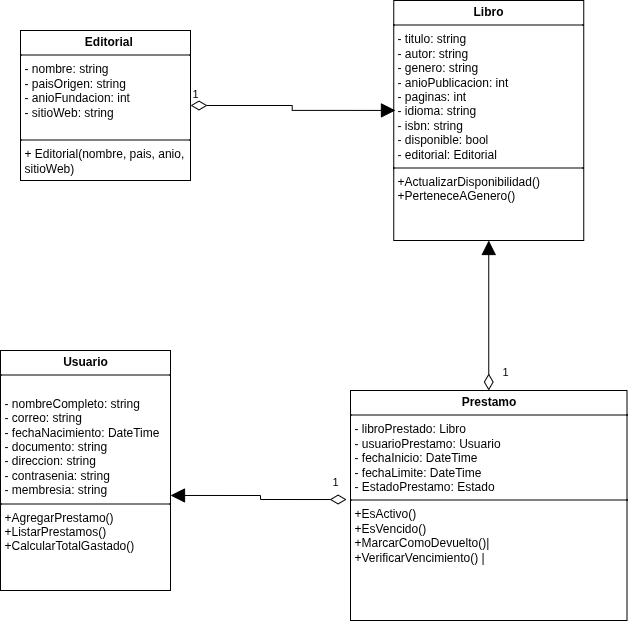 Editorial
- nombre: string
- paisOrigen: string
- anioFundacion: int
- sitioWeb: string
+ Editorial(nombre, pais, anio,
sitioWeb)
1
Libro
- titulo: string
- autor: string
- genero: string
- anioPublicacion: int
- paginas: int
- idioma: string
- isbn: string
- disponible: bool
- editorial: Editorial
+ActualizarDisponibilidad()
+PerteneceAGenero()
Usuario
- nombreCompleto: string
- correo: string
- fechaNacimiento: DateTime
- documento: string
- direccion: string
- contrasenia: string
- membresia: string
+AgregarPrestamo()
+ListarPrestamos()
+CalcularTotalGastado()
1
1
Prestamo
- libroPrestado: Libro
- usuarioPrestamo: Usuario
- fechaInicio: DateTime
- fechaLimite: DateTime
- EstadoPrestamo: Estado
+EsActivo()
+EsVencido()
+MarcarComoDevuelto()|
+VerificarVencimiento() |